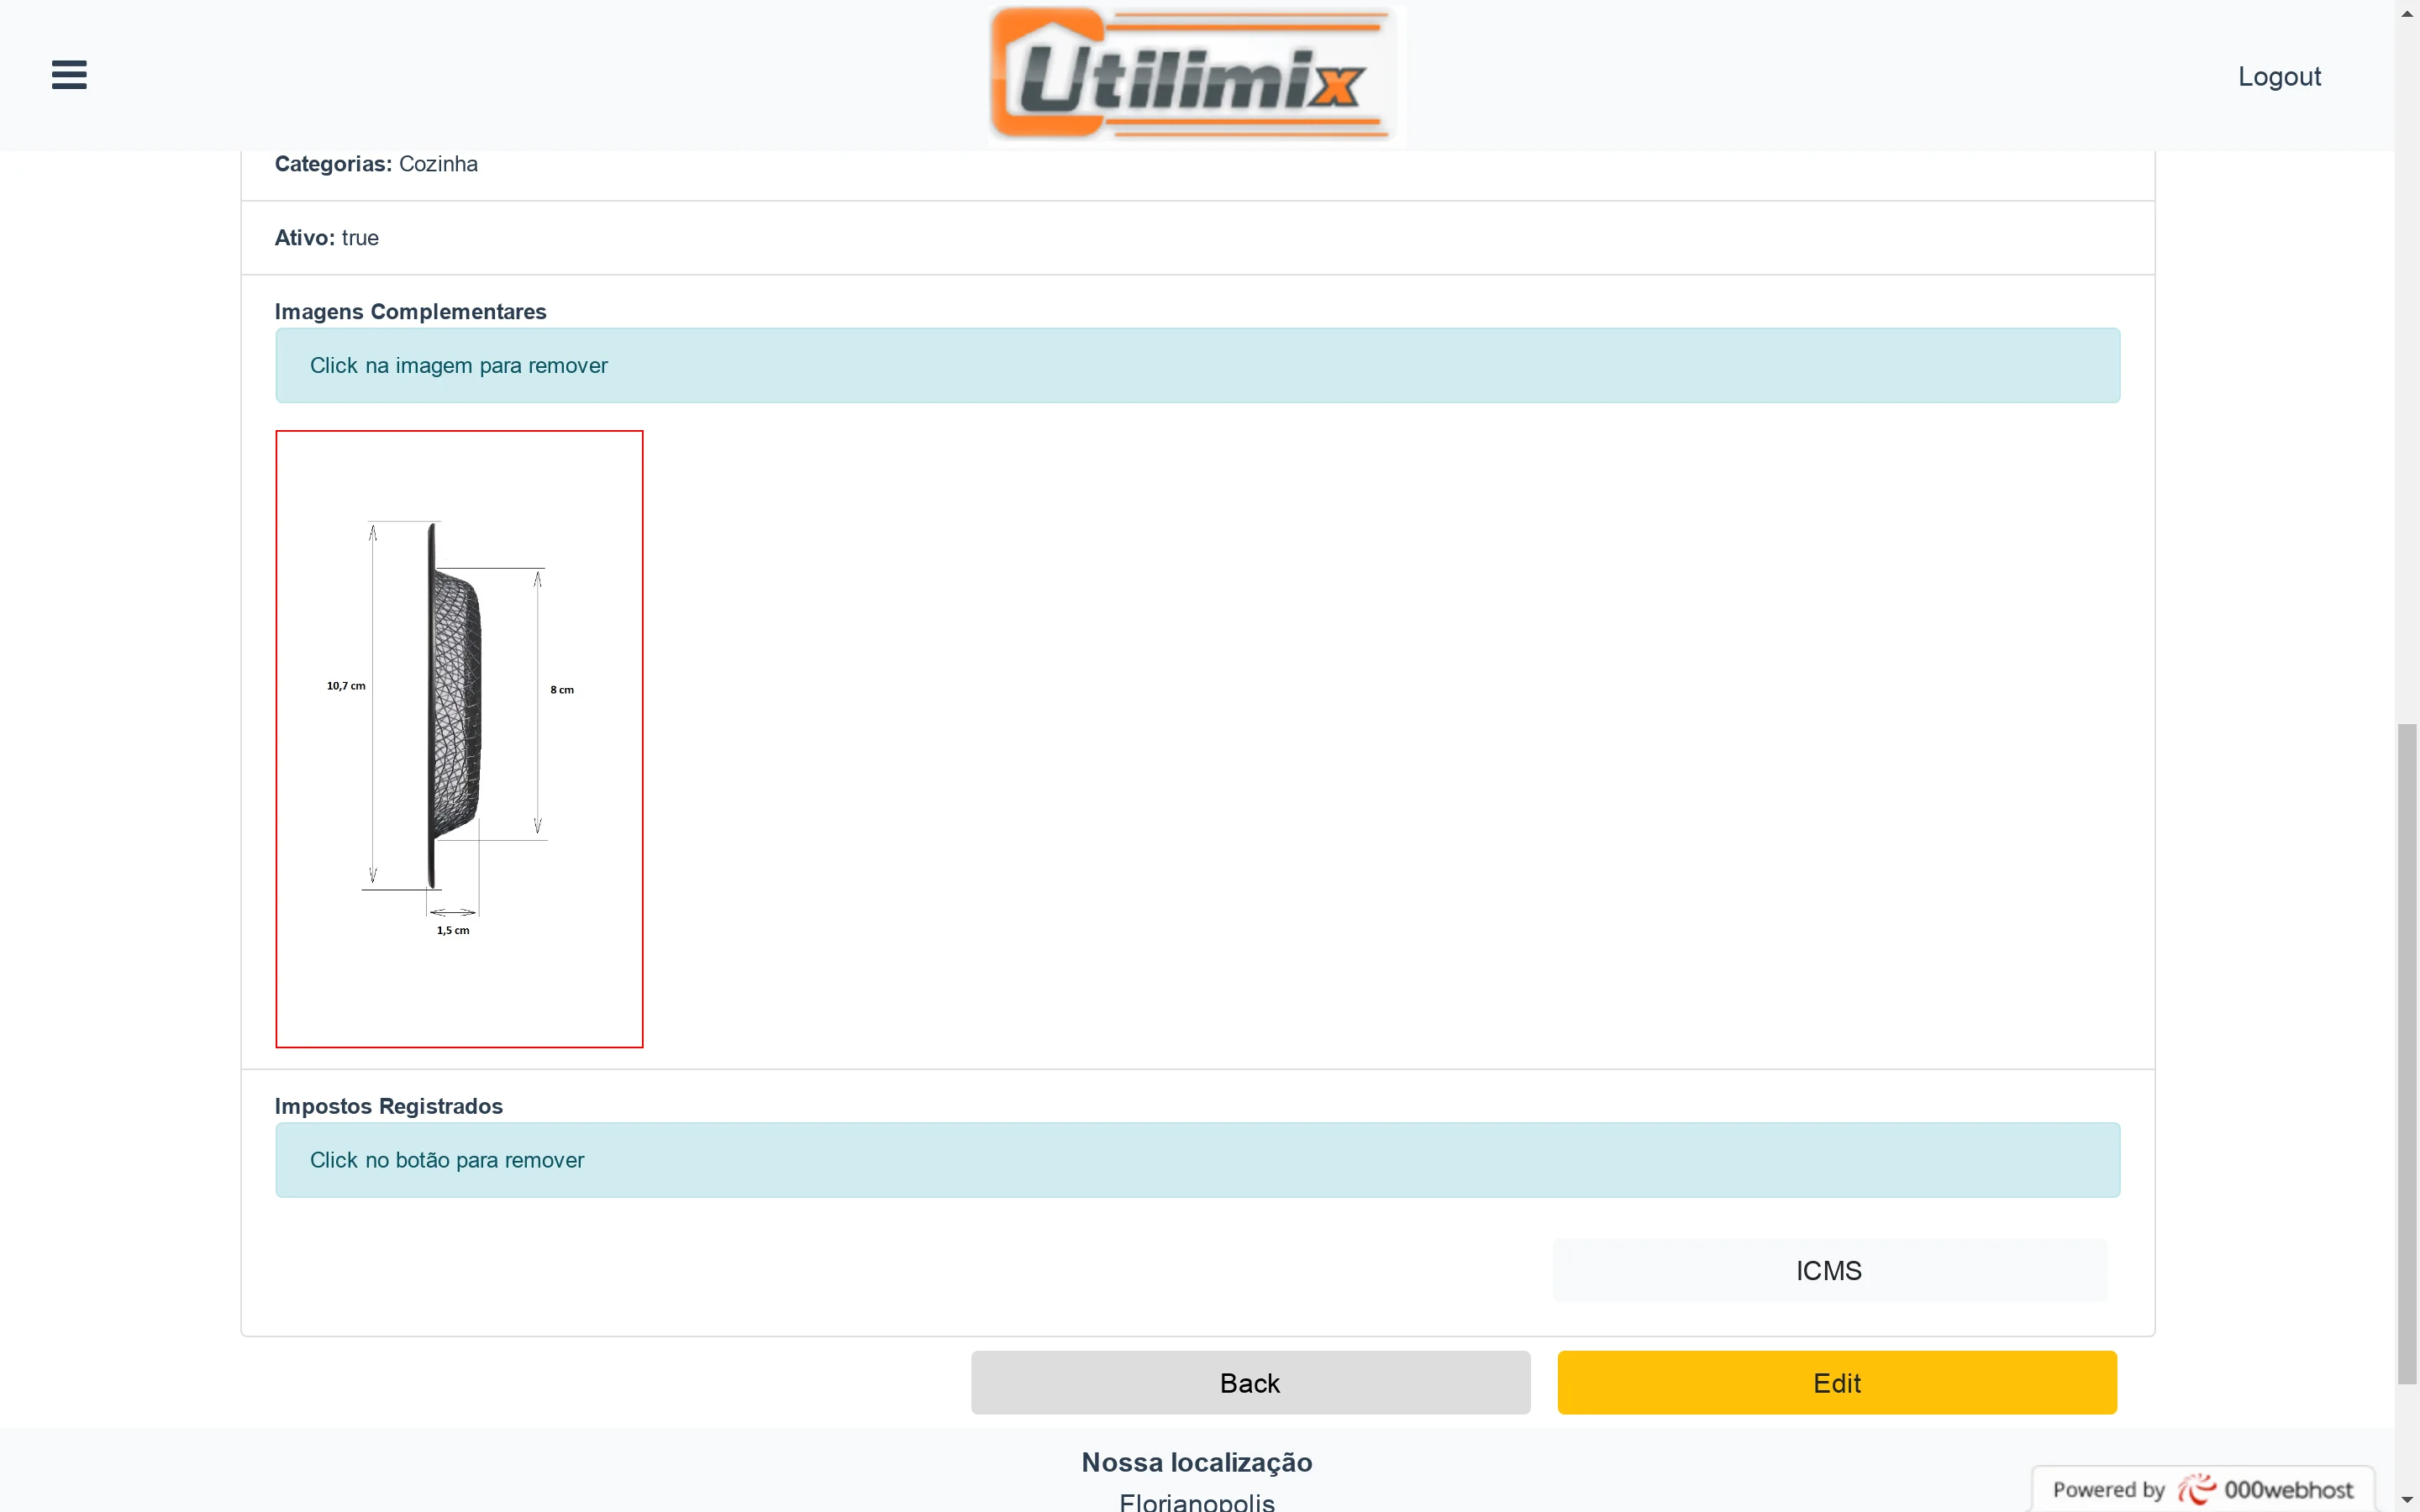 Utilimix
Logout
Categorias: Cozinha
Ativo: true
Imagens Complementares
Click na imagem para remover
10,7 cm
8 cm
1,5 cm
Impostos Registrados
Click no botão para remover
ICMS
Back
Edit
Nossa localização
Florianopolis
Powered by 000webhost